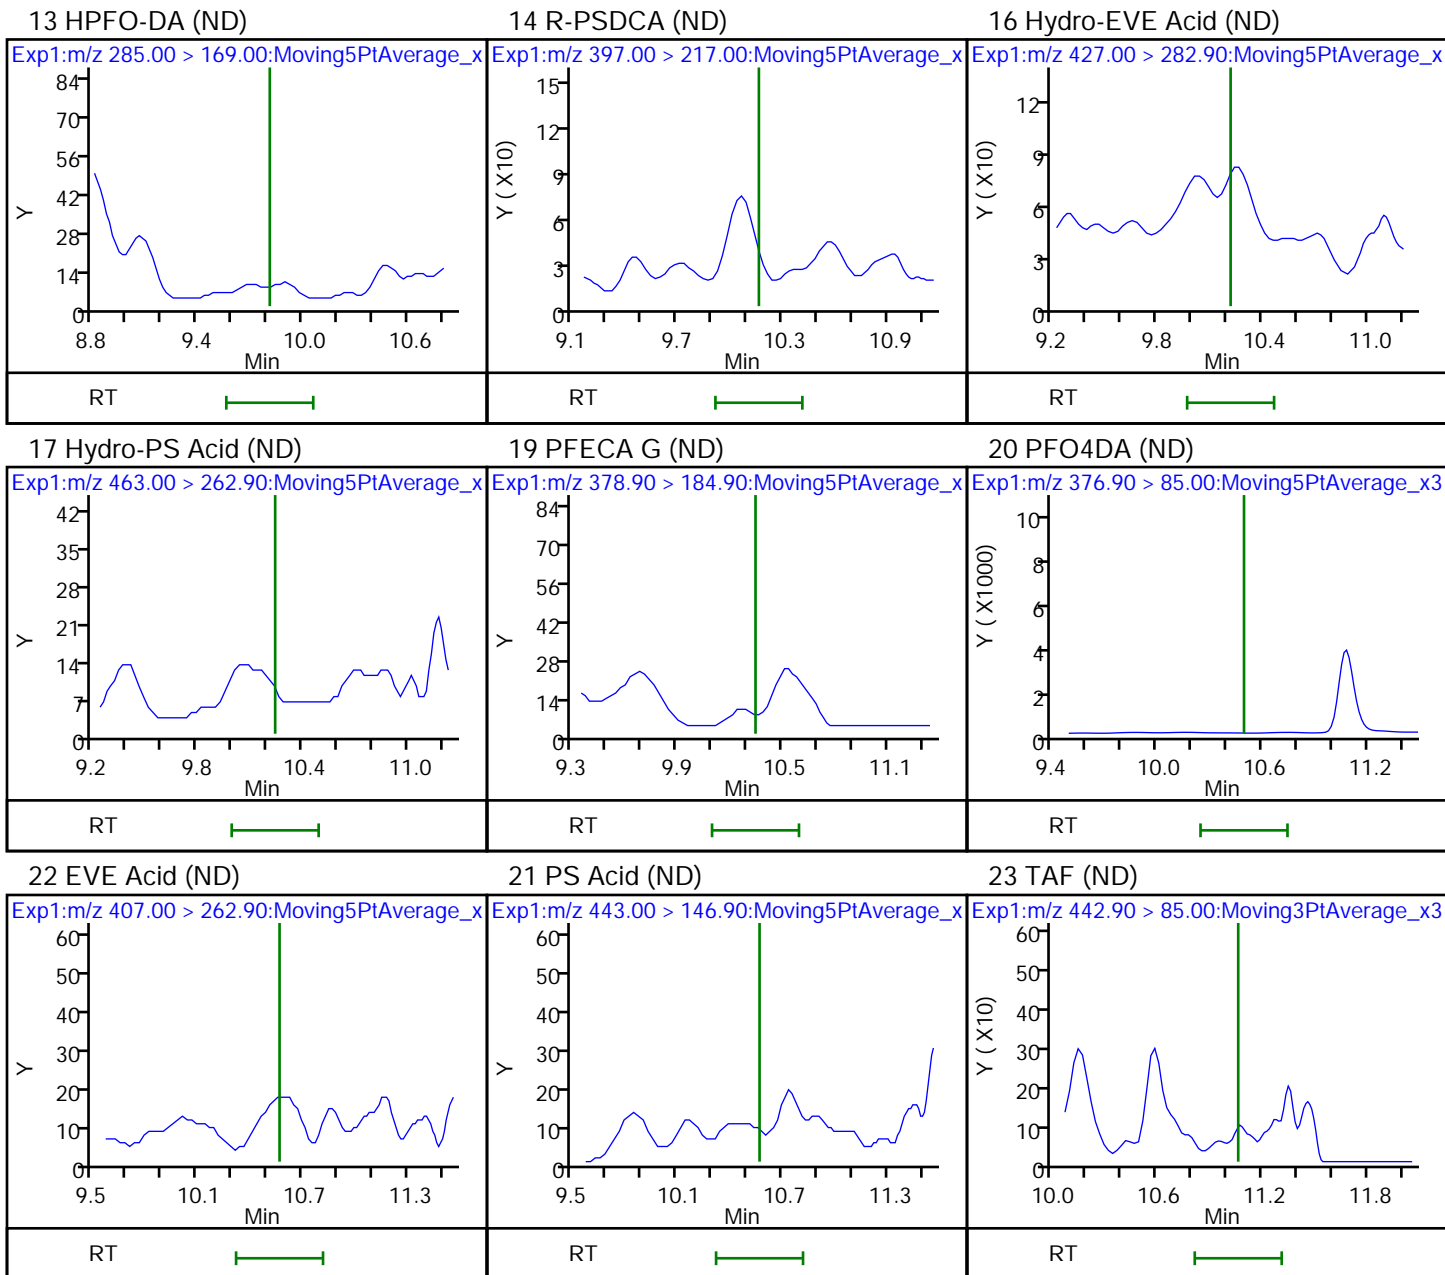 13 HPFO-DA (ND)
Exp1:m/z 285.00 > 169.00:Moving5PtAverage_x
84
70
56
42
28
14
0
Y
8.8 9.4 10.0 10.6
Min
RT
14 R-PSDCA (ND)
Exp1:m/z 397.00 > 217.00:Moving5PtAverage_x
15
12
9
6
3
0
Y ( X10)
9.1 9.7 10.3 10.9
Min
RT
16 Hydro-EVE Acid (ND)
Exp1:m/z 427.00 > 282.90:Moving5PtAverage_x
12
9
6
3
0
Y ( X10)
9.2 9.8 10.4 11.0
Min
RT
17 Hydro-PS Acid (ND)
Exp1:m/z 463.00 > 262.90:Moving5PtAverage_x
42
35
28
21
14
7
0
Y
9.2 9.8 10.4 11.0
Min
RT
19 PFECA G (ND)
Exp1:m/z 378.90 > 184.90:Moving5PtAverage_x
84
70
56
42
28
14
0
Y
9.3 9.9 10.5 11.1
Min
RT
20 PFO4DA (ND)
Exp1:m/z 376.90 > 85.00:Moving5PtAverage_x3
10
8
6
4
2
0
Y ( X1000)
9.4 10.0 10.6 11.2
Min
RT
22 EVE Acid (ND)
Exp1:m/z 407.00 > 262.90:Moving5PtAverage_x
60
50
40
30
20
10
0
Y
9.5 10.1 10.7 11.3
Min
RT
21 PS Acid (ND)
Exp1:m/z 443.00 > 146.90:Moving5PtAverage_x
60
50
40
30
20
10
0
Y
9.5 10.1 10.7 11.3
Min
RT
23 TAF (ND)
Exp1:m/z 442.90 > 85.00:Moving3PtAverage_x3
60
50
40
30
20
10
0
Y ( X10)
10.0 10.6 11.2 11.8
Min
RT